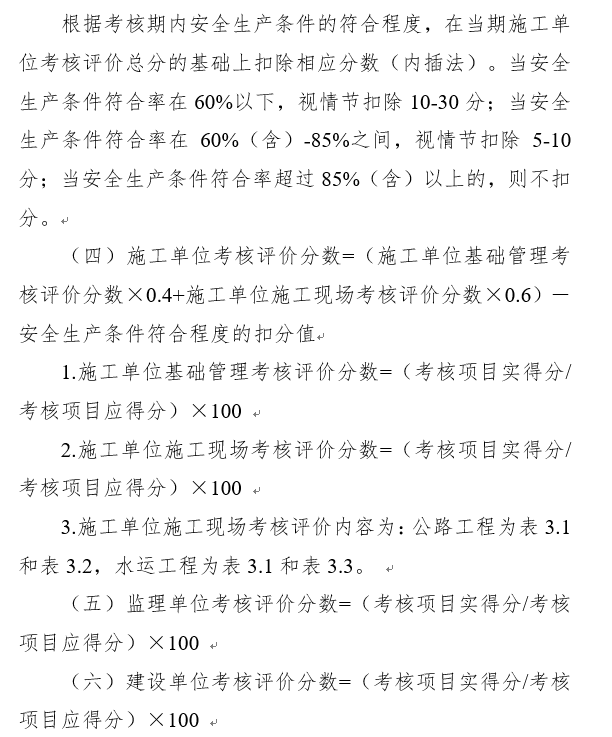 根据考核期内安全生产条件的符合程度，在当期施工单
位考核评价总分的基础上扣除相应分数（内插法）。当安全
生产条件符合率在 60%以下，视情节扣除 10-30 分；当安全
生产条件符合率在 60%（含）-85%之间，视情节扣除 5-10
分；当安全生产条件符合率超过 85%（含）以上的，则不扣
分。
（四）施工单位考核评价分数=（施工单位基础管理考
核评价分数×0.4+施工单位施工现场考核评价分数×0.6）－
安全生产条件符合程度的扣分值
1.施工单位基础管理考核评价分数=（考核项目实得分/
考核项目应得分）×100
2.施工单位施工现场考核评价分数=（考核项目实得分/
考核项目应得分）×100
3.施工单位施工现场考核评价内容为：公路工程为表 3.1
和表 3.2，水运工程为表 3.1 和表 3.3。
（五）监理单位考核评价分数=（考核项目实得分/考核
项目应得分）×100
（六）建设单位考核评价分数=（考核项目实得分/考核
项目应得分）×100